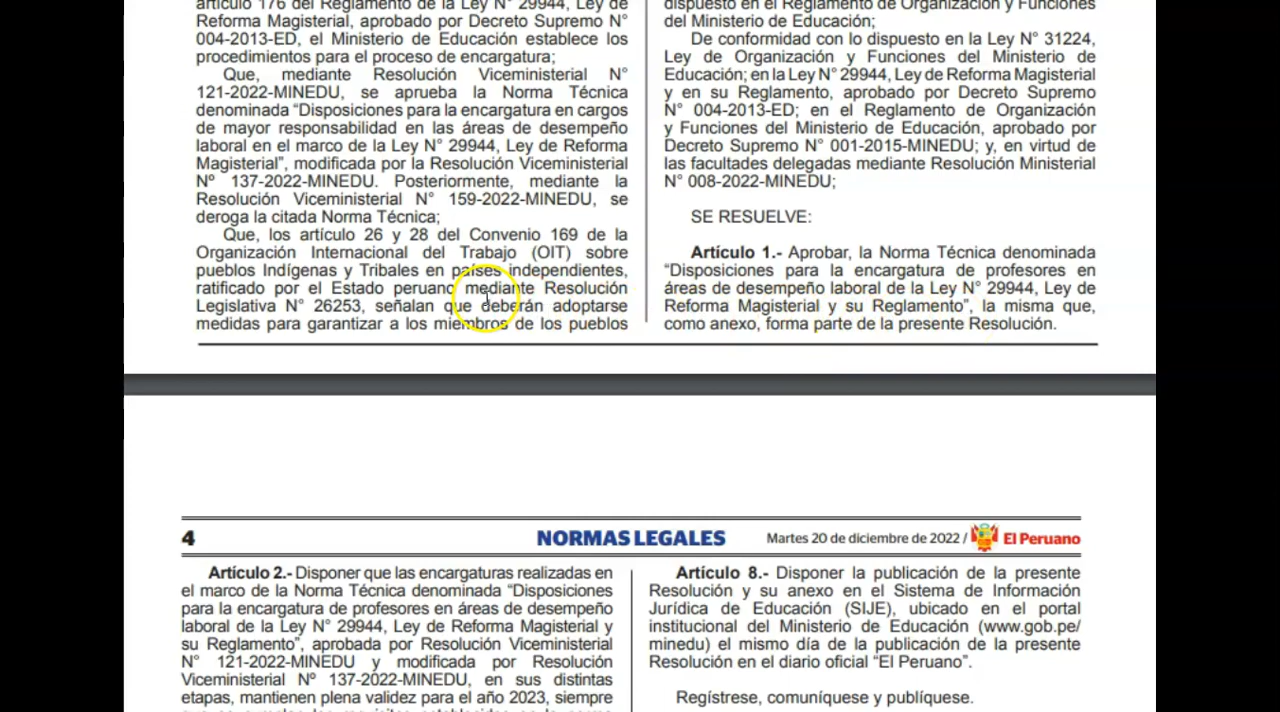 artículo 176 del Reglamento de la Ley N° 29944, Ley de
Reforma Magisterial, aprobado por Decreto Supremo N°
004-2013-ED, el Ministerio de Educación establece los
procedimientos para el proceso de encargatura;
Que, mediante Resolución Viceministerial N°
121-2022-MINEDU, se aprueba la Norma Técnica
denominada “Disposiciones para la encargatura en cargos
de mayor responsabilidad en las áreas de desempeño
laboral en el marco de la Ley N° 29944, Ley de Reforma
Magisterial”, modificada por la Resolución Viceministerial
Nº 137-2022-MINEDU. Posteriormente, mediante la
Resolución Viceministerial N° 159-2022-MINEDU, se
deroga la citada Norma Técnica;
Que, los artículo 26 y 28 del Convenio 169 de la
Organización Internacional del Trabajo (OIT) sobre
pueblos Indígenas y Tribales en países independientes,
ratificado por el Estado peruano mediante Resolución
Legislativa N° 26253, señalan que deberán adoptarse
medidas para garantizar a los miembros de los pueblos
dispuesto en el Reglamento de Organización y Funciones
del Ministerio de Educación;
De conformidad con lo dispuesto en la Ley N° 31224,
Ley de Organización y Funciones del Ministerio de
Educación; en la Ley N° 29944, Ley de Reforma Magisterial
y en su Reglamento, aprobado por Decreto Supremo
N° 004-2013-ED; en el Reglamento de Organización
y Funciones del Ministerio de Educación, aprobado por
Decreto Supremo N° 001-2015-MINEDU; y, en virtud de
las facultades delegadas mediante Resolución Ministerial
N° 008-2022-MINEDU;
SE RESUELVE:
Artículo 1.- Aprobar, la Norma Técnica denominada
“Disposiciones para la encargatura de profesores en
áreas de desempeño laboral de la Ley N° 29944, Ley de
Reforma Magisterial y su Reglamento”, la misma que,
como anexo, forma parte de la presente Resolución.
4
NORMAS LEGALES
Martes 20 de diciembre de 2022 / El Peruano
Artículo 2.- Disponer que las encargaturas realizadas en
el marco de la Norma Técnica denominada “Disposiciones
para la encargatura de profesores en áreas de desempeño
laboral de la Ley N° 29944, Ley de Reforma Magisterial y
su Reglamento”, aprobada por Resolución Viceministerial
N° 121-2022-MINEDU y modificada por Resolución
Viceministerial Nº 137-2022-MINEDU, en sus distintas
etapas, mantienen plena validez para el año 2023, siempre
Artículo 8.- Disponer la publicación de la presente
Resolución y su anexo en el Sistema de Información
Jurídica de Educación (SIJE), ubicado en el portal
institucional del Ministerio de Educación (www.gob.pe/
minedu) el mismo día de la publicación de la presente
Resolución en el diario oficial “El Peruano”.
Regístrese, comuníquese y publíquese.